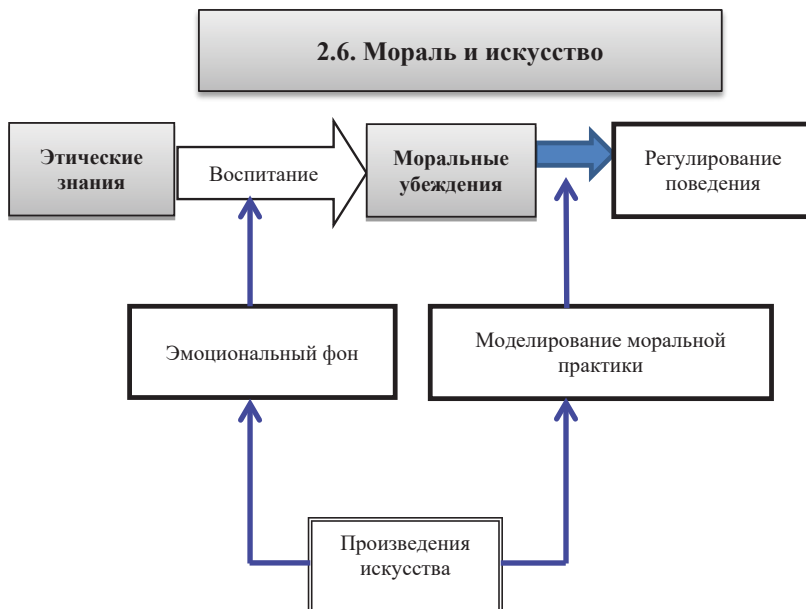 2.6. Мораль и искусство
Этические
знания
Воспитание
Моральные
убеждения
Регулирование
поведения
Эмоциональный фон
Моделирование моральной
практики
Произведения
искусства